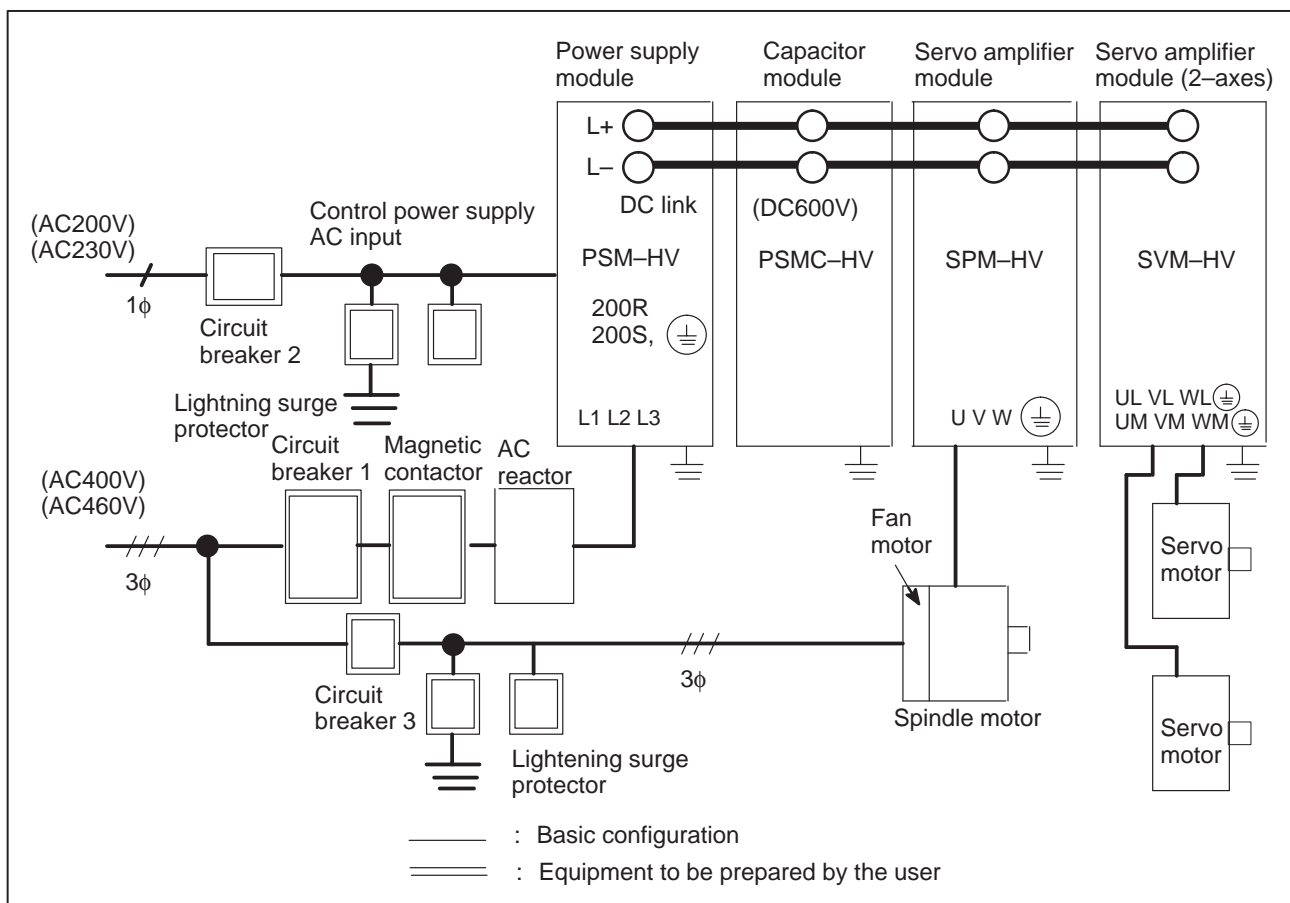 Power supply
module
Capacitor
module
Servo amplifier
module
Servo amplifier
module (2–axes)
L+
L–
DC link
(DC600V)
(AC200V)
(AC230V)
Control power supply
AC input
PSM–HV
PSMC–HV
SPM–HV
SVM–HV
1ϕ
Circuit
breaker 2
200R
200S,
Lightning surge
protector
L1 L2 L3
U V W
UL VL WL
UM VM WM
Circuit
breaker 1
Magnetic
contactor
AC
reactor
(AC400V)
(AC460V)
3ϕ
Fan
motor
Servo
motor
Circuit
breaker 3
3ϕ
Lightening surge
protector
Spindle motor
Servo
motor
: Basic configuration
: Equipment to be prepared by the user